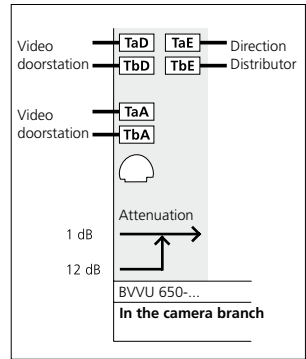 Video doorstation TaD TaE Direction Distributor
TbD TbE
Video doorstation TaA
TbA
Attenuation
1 dB
12 dB
BVVU 650-...
In the camera branch